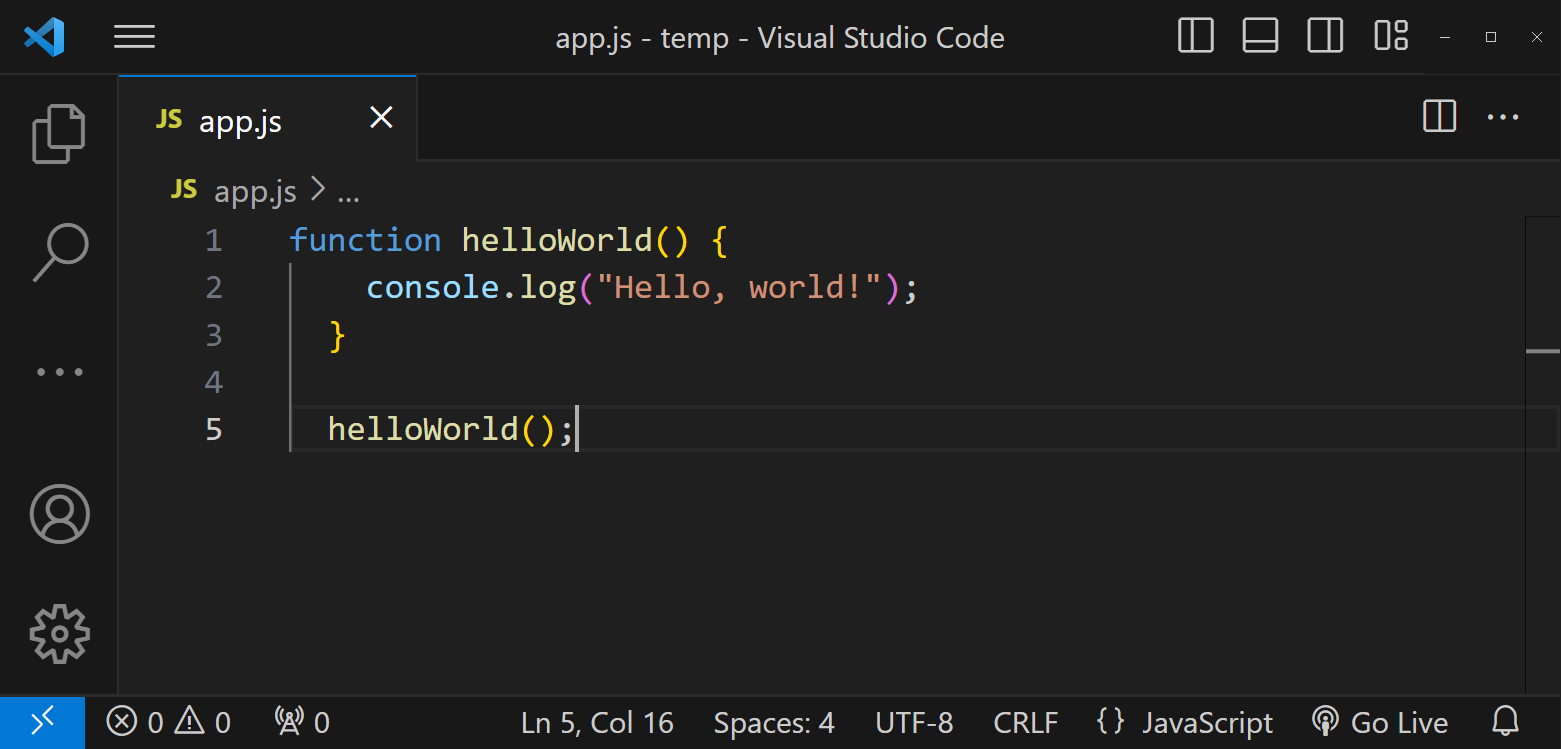 app.js - temp - Visual Studio Code
JS app.js
JS app.js > ...
1 function helloWorld() {
2     console.log("Hello, world!");
3   }
4
5   helloWorld();
0 0 0 Ln 5, Col 16 Spaces: 4 UTF-8 CRLF {} JavaScript Go Live